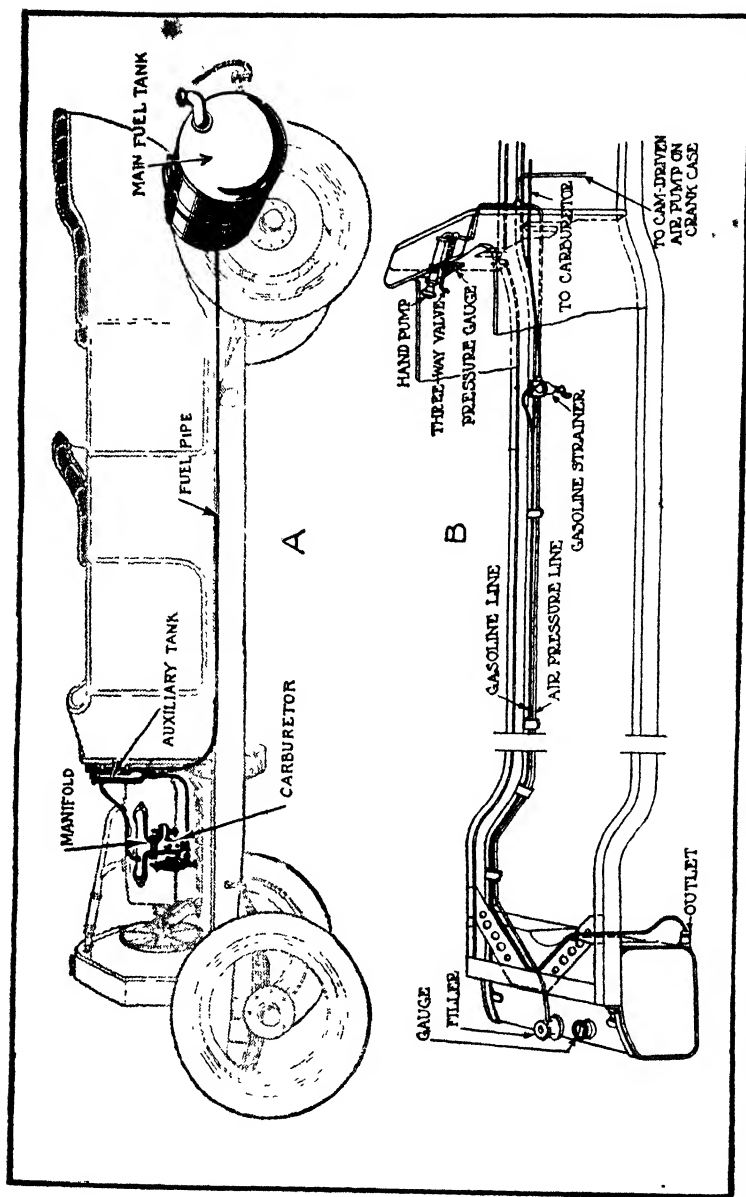 MAIN FUEL TANK
FUEL PIPE
AUXILIARY TANK
MANIFOLD
CARBURETOR
A
B
HAND PUMP
THREE-WAY VALVE
PRESSURE GAUGE
TO CARBURETOR
TO CAM-DRIVEN
AIR PUMP ON
CRANK CASE
GASOLINE STRAINER
GASOLINE LINE
AIR PRESSURE LINE
GAUGE
FILLER
OUTLET